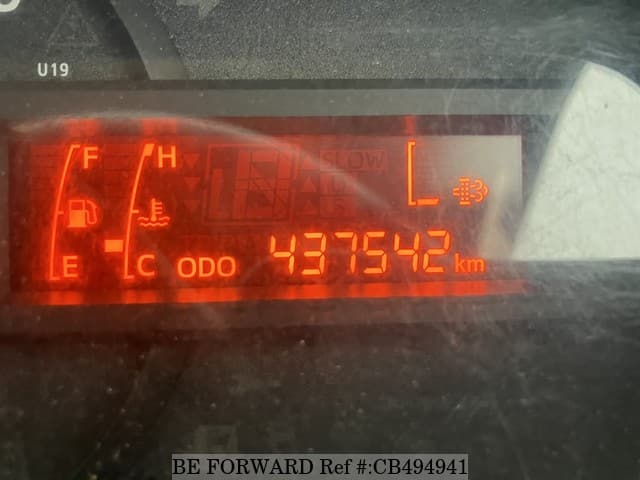 U19
F H SLOW
E C ODO 437542 km
BE FORWARD Ref #:CB494941